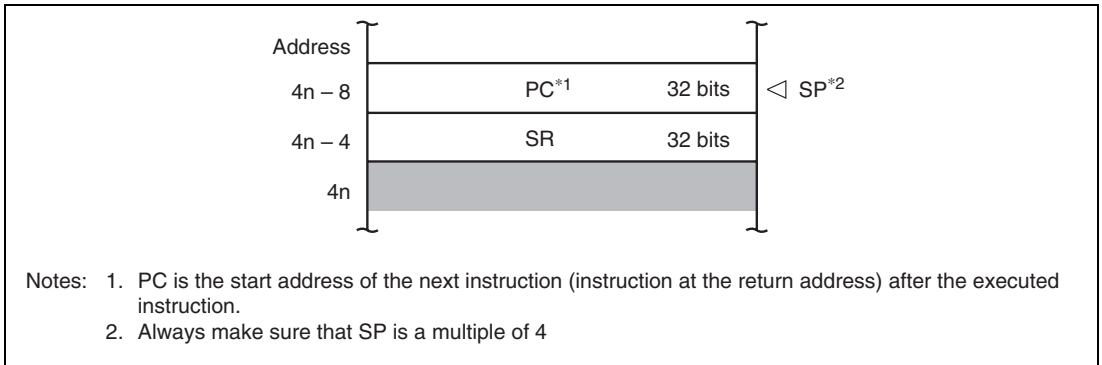 Address
4n – 8 PC*1 32 bits ◁ SP*2
4n – 4 SR 32 bits
4n
Notes: 1. PC is the start address of the next instruction (instruction at the return address) after the executed
instruction.
2. Always make sure that SP is a multiple of 4